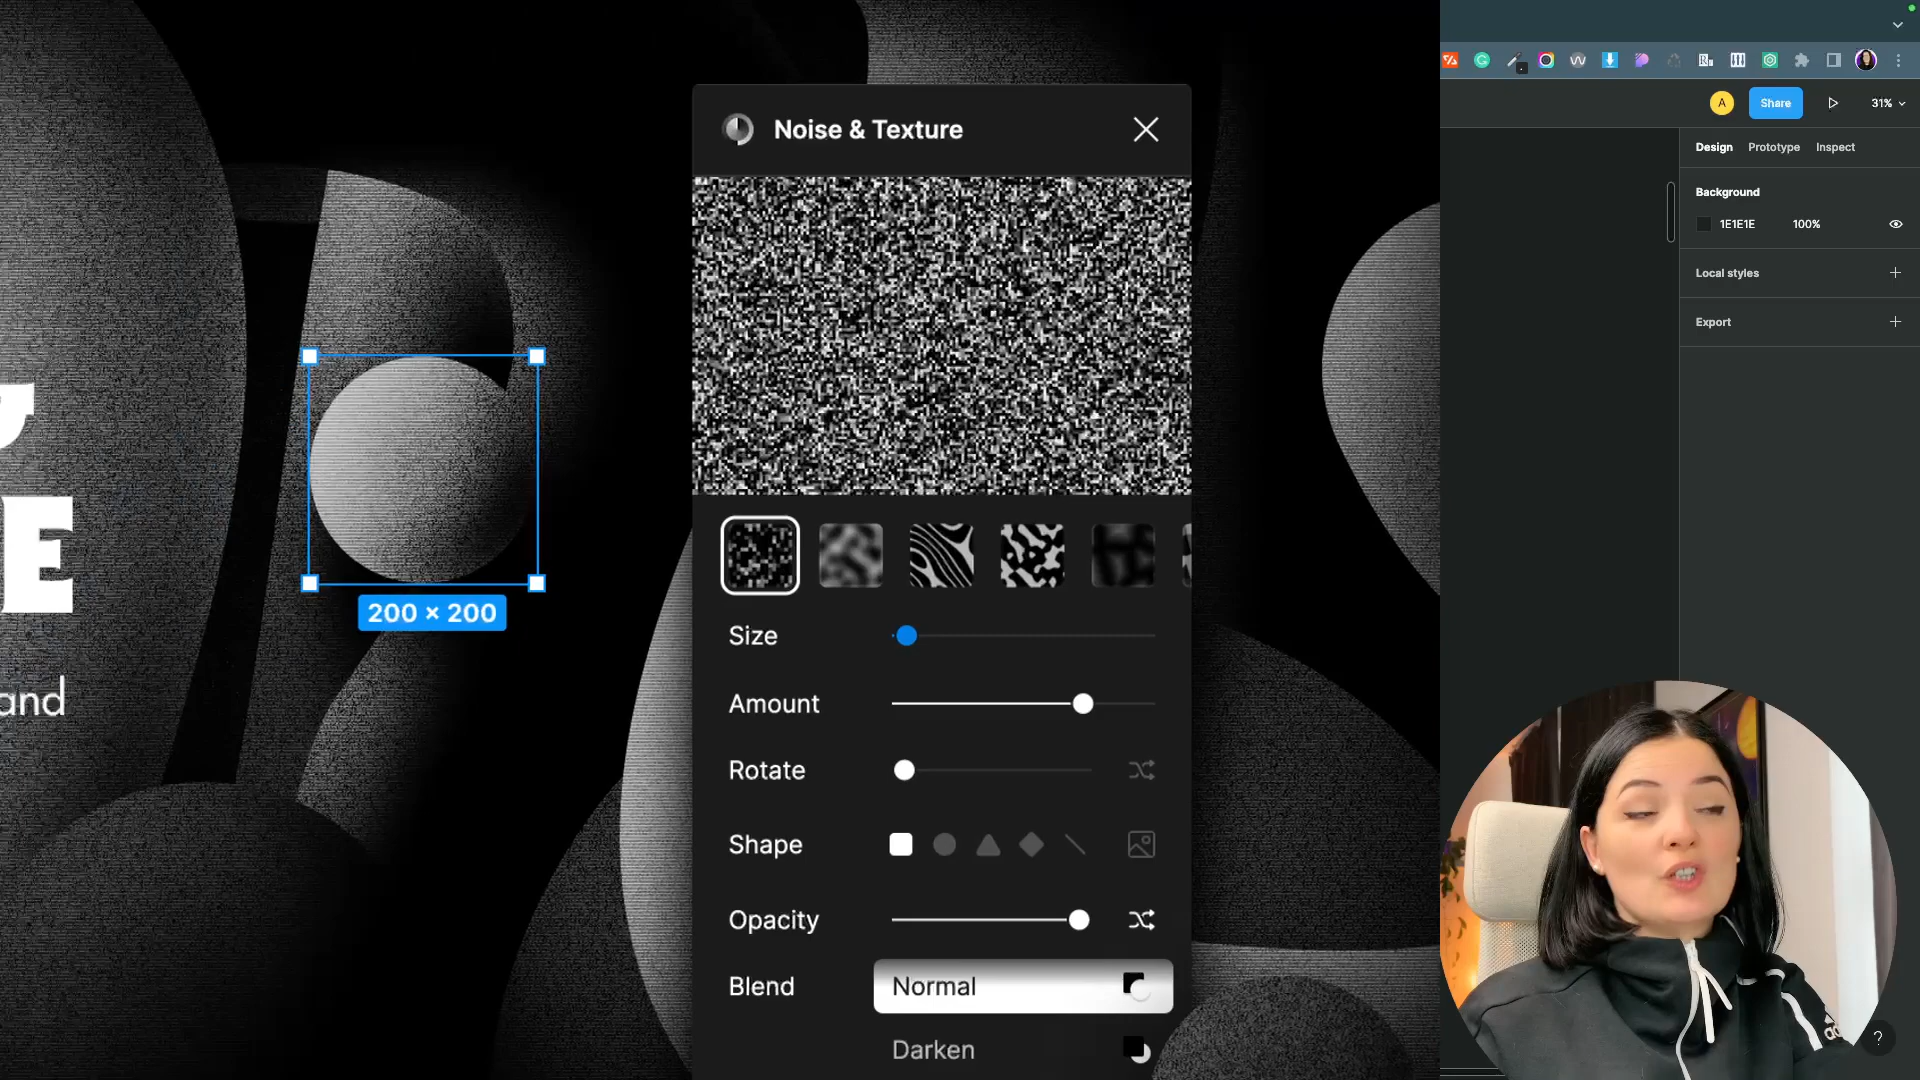 Noise & Texture
A
Share
31%
Design
Prototype
Inspect
Background
1E1E1E
100%
Local styles
Export
E
and
200 × 200
Size
Amount
Rotate
Shape
Opacity
Blend
Normal
Darken
?